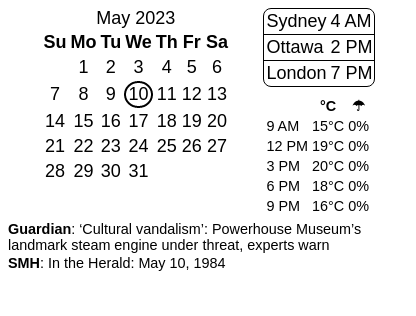 May 2023
Su Mo Tu We Th Fr Sa
1 2 3 4 5 6
7 8 9 10 11 12 13
14 15 16 17 18 19 20
21 22 23 24 25 26 27
28 29 30 31
Sydney 4 AM
Ottawa 2 PM
London 7 PM
°C ☂
9 AM 15°C 0%
12 PM 19°C 0%
3 PM 20°C 0%
6 PM 18°C 0%
9 PM 16°C 0%
Guardian: ‘Cultural vandalism’: Powerhouse Museum’s
landmark steam engine under threat, experts warn
SMH: In the Herald: May 10, 1984